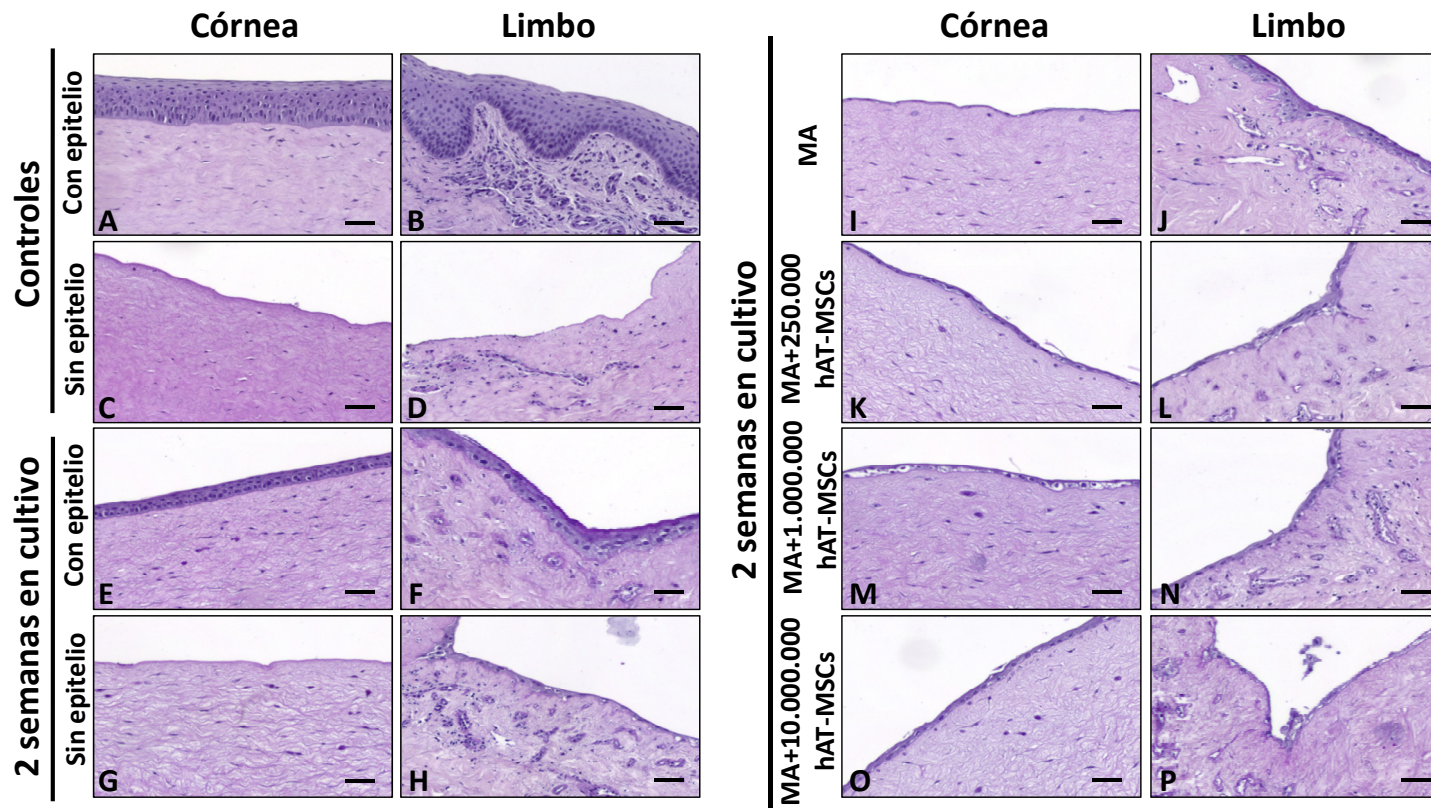 Córnea
Limbo
Córnea
Limbo
Controles
Con epitelio
A
B
Sin epitelio
C
D
2 semanas en cultivo
Con epitelio
E
F
Sin epitelio
G
H
2 semanas en cultivo
MA
I
J
MA+250.000
hAT-MSCs
K
L
MA+1.000.000
hAT-MSCs
M
N
MA+10.000.000
hAT-MSCs
O
P